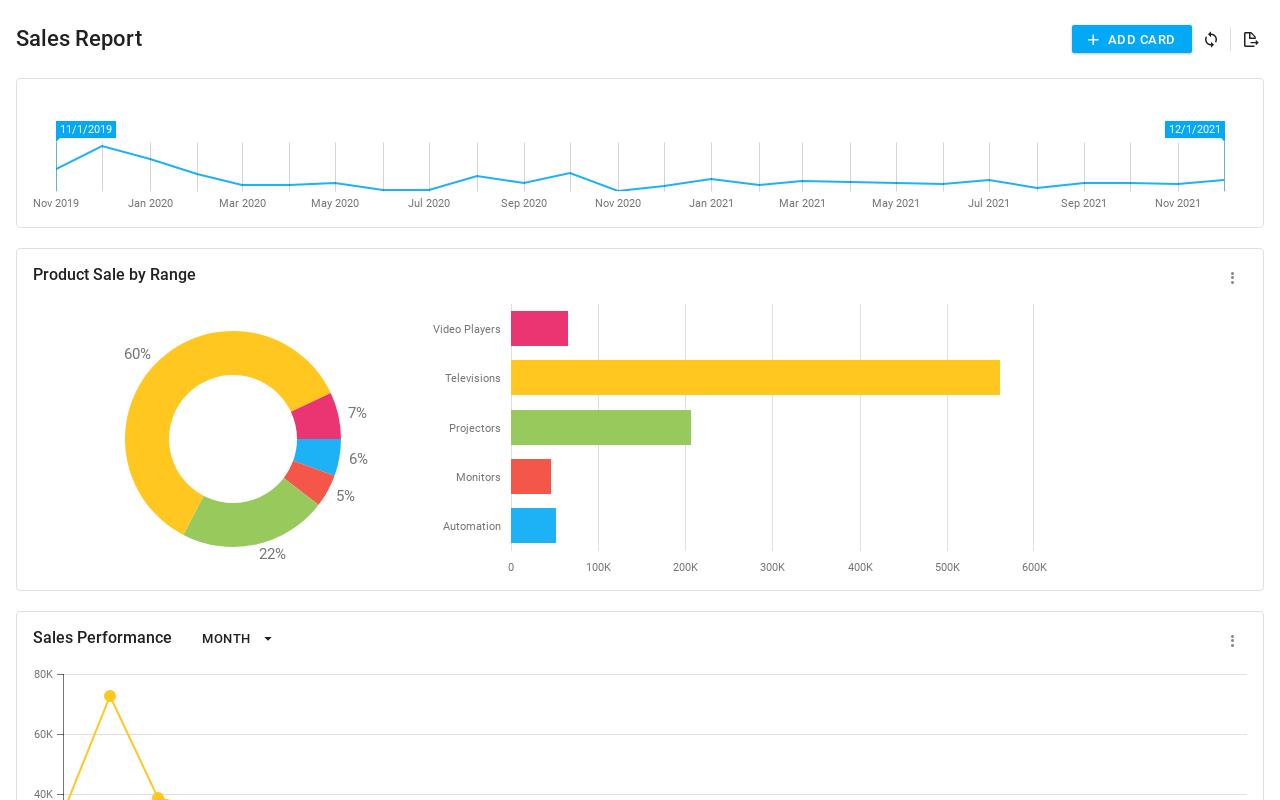 Sales Report
ADD CARD
11/1/2019
12/1/2021
Nov 2019 Jan 2020 Mar 2020 May 2020 Jul 2020 Sep 2020 Nov 2020 Jan 2021 Mar 2021 May 2021 Jul 2021 Sep 2021 Nov 2021
Product Sale by Range
60%
7%
6%
5%
22%
Video Players
Televisions
Projectors
Monitors
Automation
0 100K 200K 300K 400K 500K 600K
Sales Performance MONTH
80K
60K
40K